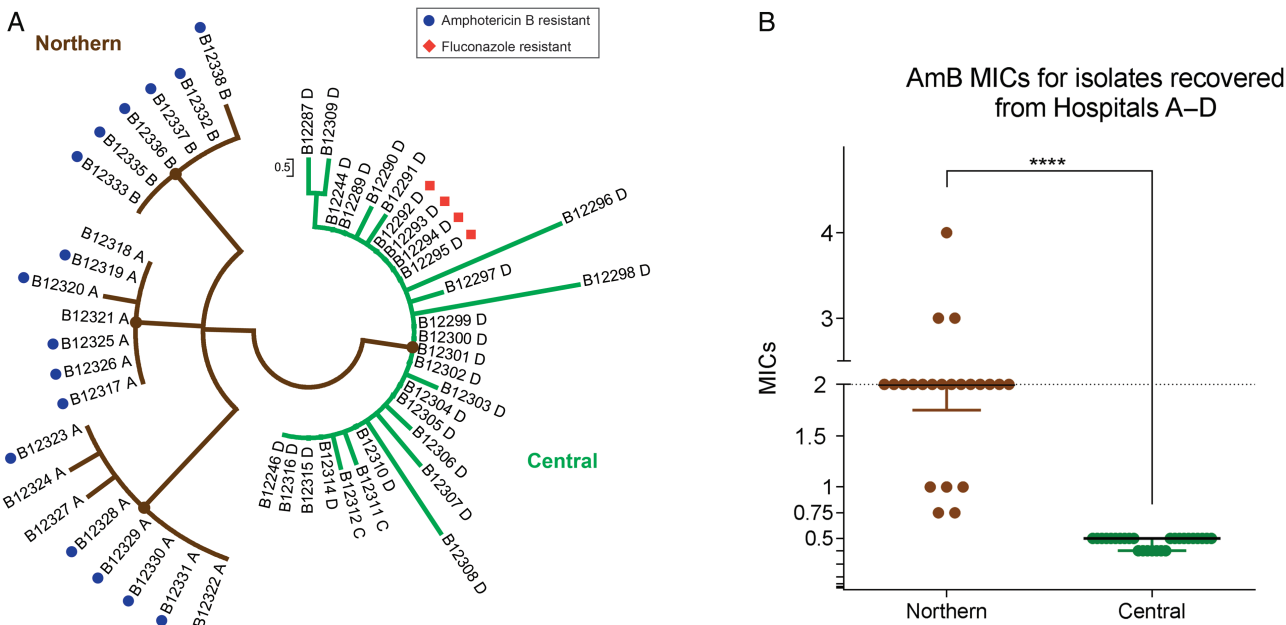 A
Northern
Amphotericin B resistant
Fluconazole resistant
B12338 B
B12332 B
B12337 B
B12336 B
B12335 B
B12333 B
B12318 A
B12319 A
B12320 A
B12321 A
B12325 A
B12326 A
B12317 A
B12323 A
B12324 A
B12327 A
B12328 A
B12329 A
B12330 A
B12331 A
B12322 A
0.5
B12287 D
B12309 D
B12244 D
B12289 D
B12290 D
B12291 D
B12292 D
B12293 D
B12294 D
B12295 D
B12296 D
B12297 D
B12298 D
B12299 D
B12300 D
B12301 D
B12302 D
B12303 D
B12304 D
B12305 D
B12306 D
B12307 D
B12308 D
B12310 D
B12311 C
B12312 C
B12314 D
B12315 D
B12316 D
B12246 D
Central
B
AmB MICs for isolates recovered
from Hospitals A–D
****
MICs
4
3
2
1.5
1
0.75
0.5
Northern
Central